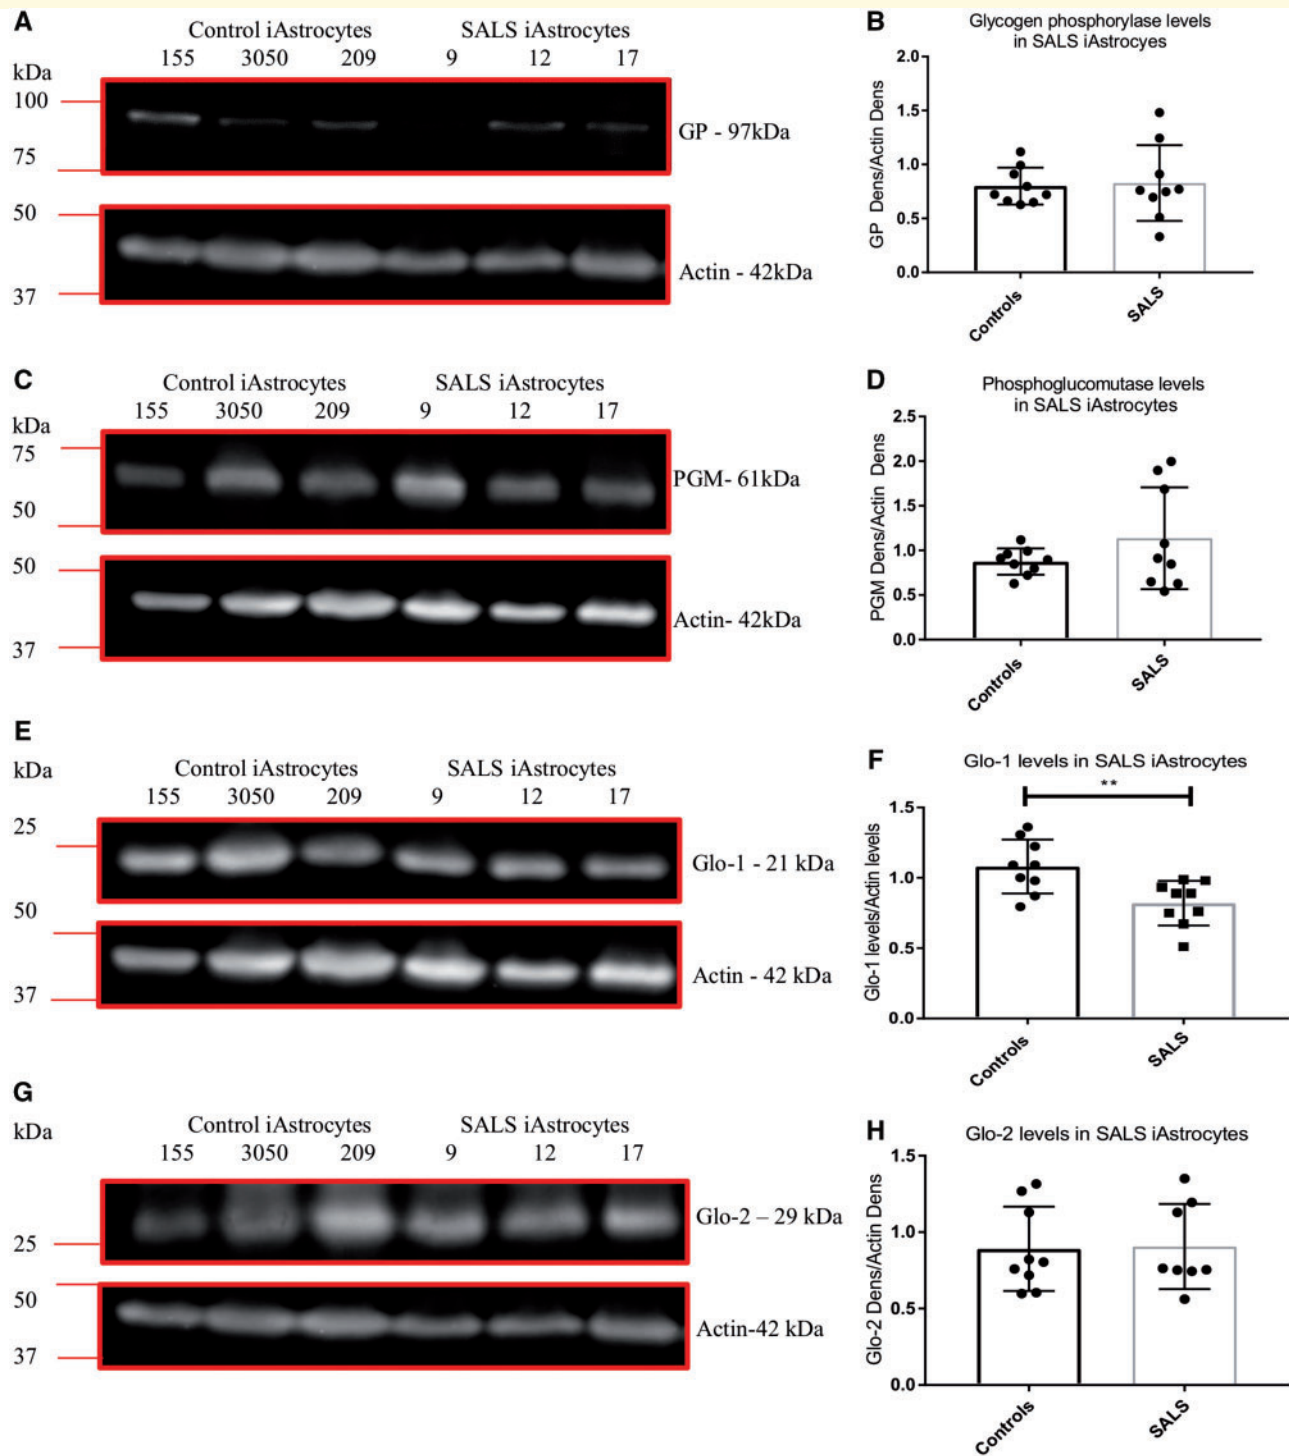 A
Control iAstrocytes SALS iAstrocytes
155 3050 209 9 12 17
kDa
100
75
GP - 97kDa
50
37
Actin - 42kDa
B
Glycogen phosphorylase levels
in SALS iAstrocyes
GP Dens/Actin Dens
2.0
1.5
1.0
0.5
0.0
Controls
SALS
C
Control iAstrocytes SALS iAstrocytes
155 3050 209 9 12 17
kDa
75
50
PGM- 61kDa
50
37
Actin- 42kDa
D
Phosphoglucomutase levels
in SALS iAstrocytes
PGM Dens/Actin Dens
2.5
2.0
1.5
1.0
0.5
0.0
Controls
SALS
E
kDa
Control iAstrocytes SALS iAstrocytes
155 3050 209 9 12 17
25
Glo-1 - 21 kDa
50
37
Actin - 42 kDa
F
Glo-1 levels in SALS iAstrocytes
**
Glo-1 levels/Actin levels
1.5
1.0
0.5
0.0
Controls
SALS
G
kDa
Control iAstrocytes SALS iAstrocytes
155 3050 209 9 12 17
25
Glo-2 – 29 kDa
50
37
Actin-42 kDa
H
Glo-2 levels in SALS iAstrocytes
Glo-2 Dens/Actin Dens
1.5
1.0
0.5
0.0
Controls
SALS